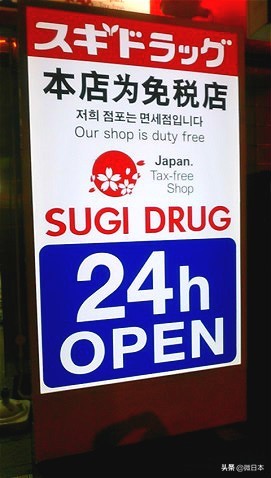 スギドラッグ
本店为免税店
저희 점포는 면세점입니다
Our shop is duty free
Japan.
Tax-free
Shop
SUGI DRUG
24h
OPEN
头条 @微日本